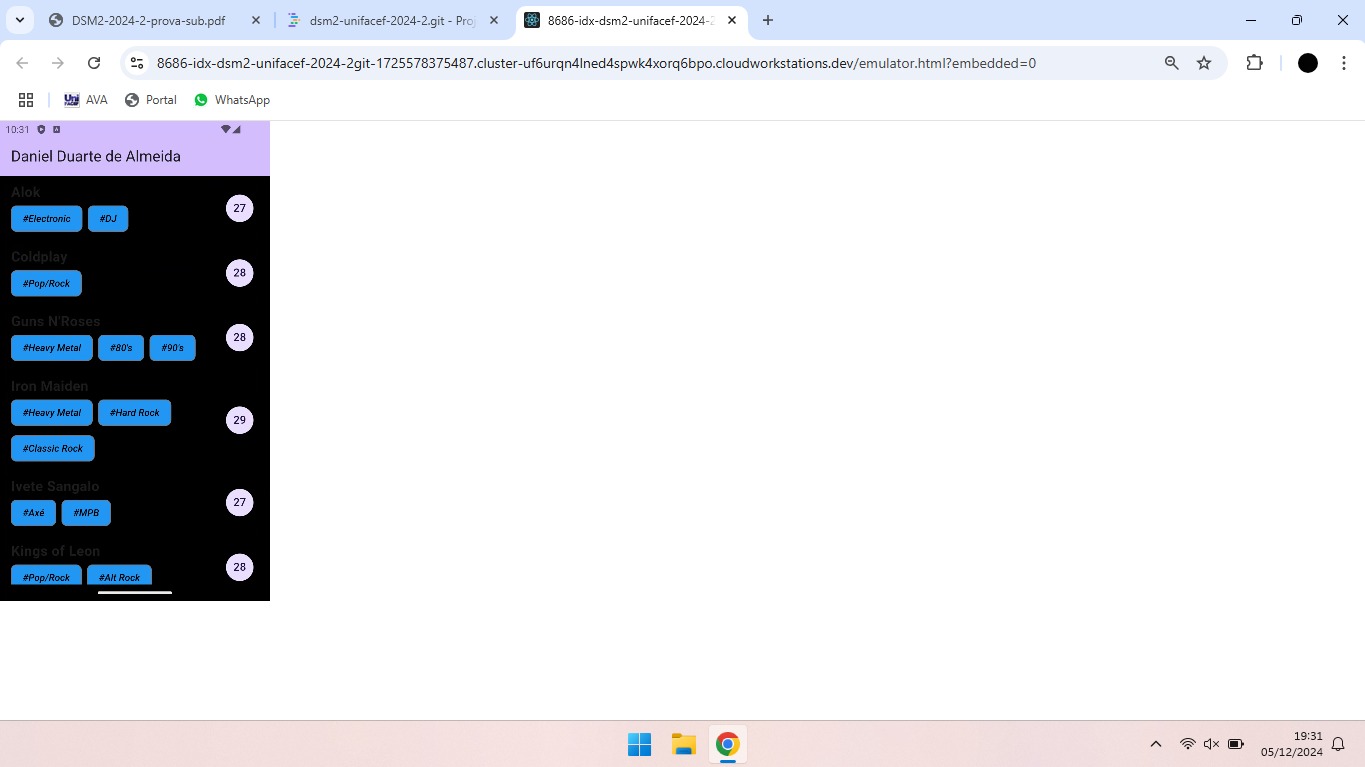 DSM2-2024-2-prova-sub.pdf
dsm2-unifacef-2024-2.git - Proj
8686-idx-dsm2-unifacef-2024-2
8686-idx-dsm2-unifacef-2024-2git-1725578375487.cluster-uf6urqn4lned4spwk4xorq6bpo.cloudworkstations.dev/emulator.html?embedded=0
Uni FACEF AVA Portal WhatsApp
10:31
Daniel Duarte de Almeida
Alok
#Electronic #DJ
27
Coldplay
#Pop/Rock
28
Guns N'Roses
#Heavy Metal #80's #90's
28
Iron Maiden
#Heavy Metal #Hard Rock
#Classic Rock
29
Ivete Sangalo
#Axé #MPB
27
Kings of Leon
#Pop/Rock #Alt Rock
28
19:31
05/12/2024